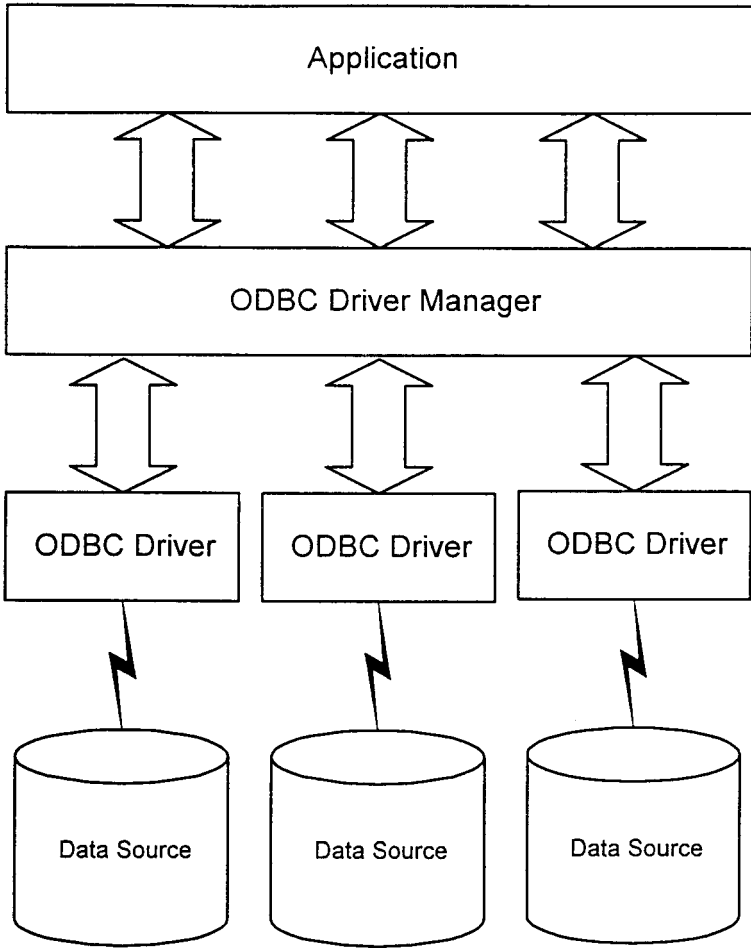 Application
ODBC Driver Manager
ODBC Driver
ODBC Driver
ODBC Driver
Data Source
Data Source
Data Source